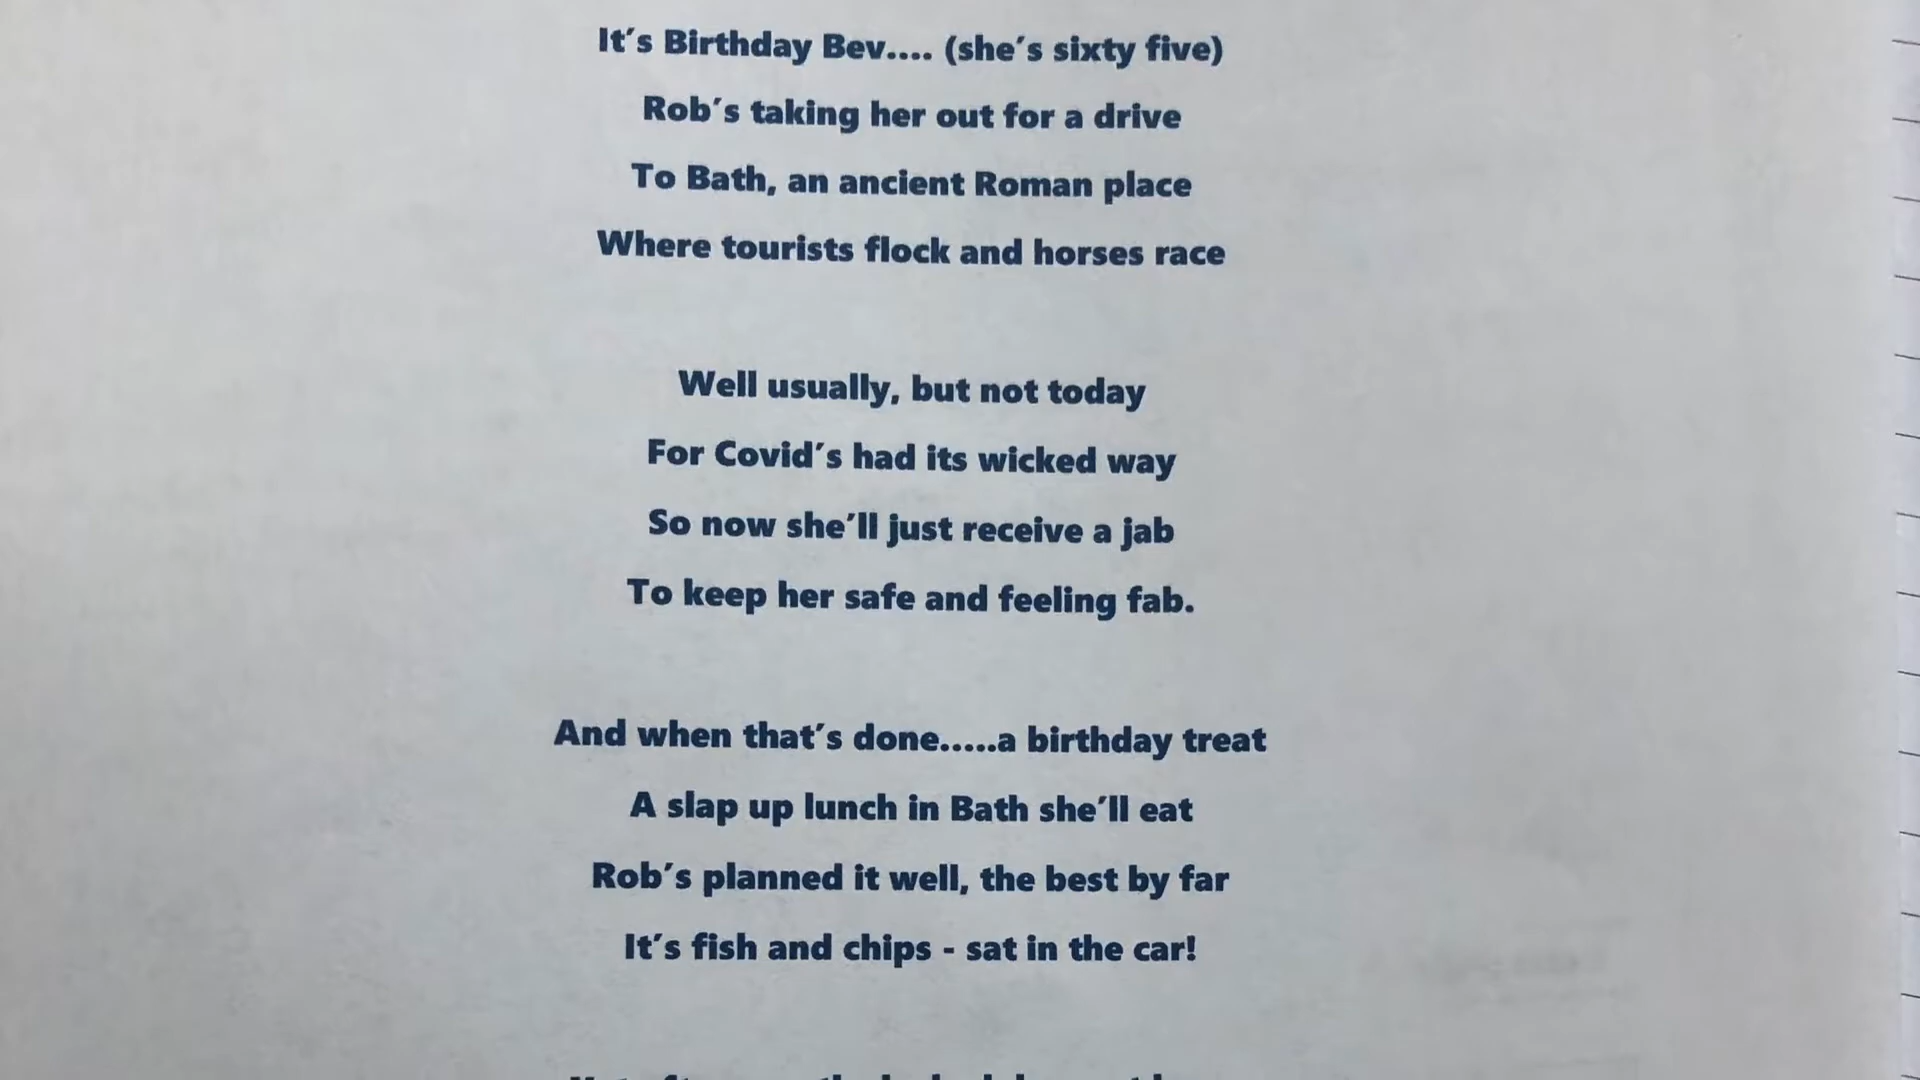 It's Birthday Bev.... (she's sixty five)
Rob's taking her out for a drive
To Bath, an ancient Roman place
Where tourists flock and horses race
Well usually, but not today
For Covid's had its wicked way
So now she'll just receive a jab
To keep her safe and feeling fab.
And when that's done.....a birthday treat
A slap up lunch in Bath she'll eat
Rob's planned it well, the best by far
It's fish and chips - sat in the car!